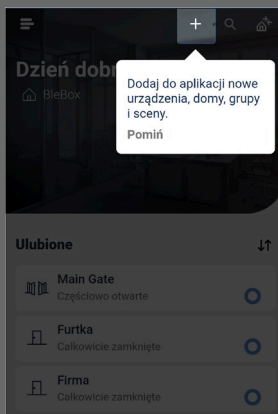 Dzień dob
BleBox
Dodaj do aplikacji nowe
urządzenia, domy, grupy
i sceny.
Pomiń
Ulubione
Main Gate
Częściowo otwarte
Furtka
Całkowicie zamknięte
Firma
Całkowicie zamknięte